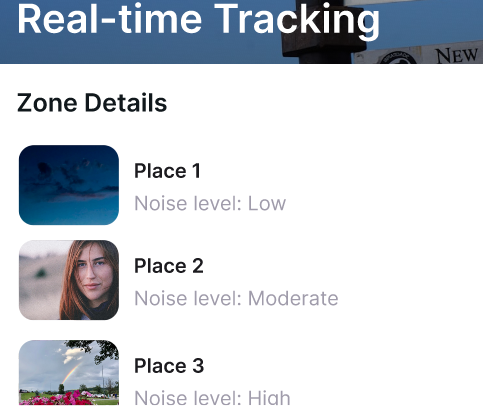 Real-time Tracking
NEW
Zone Details
Place 1
Noise level: Low
Place 2
Noise level: Moderate
Place 3
Noise level: High